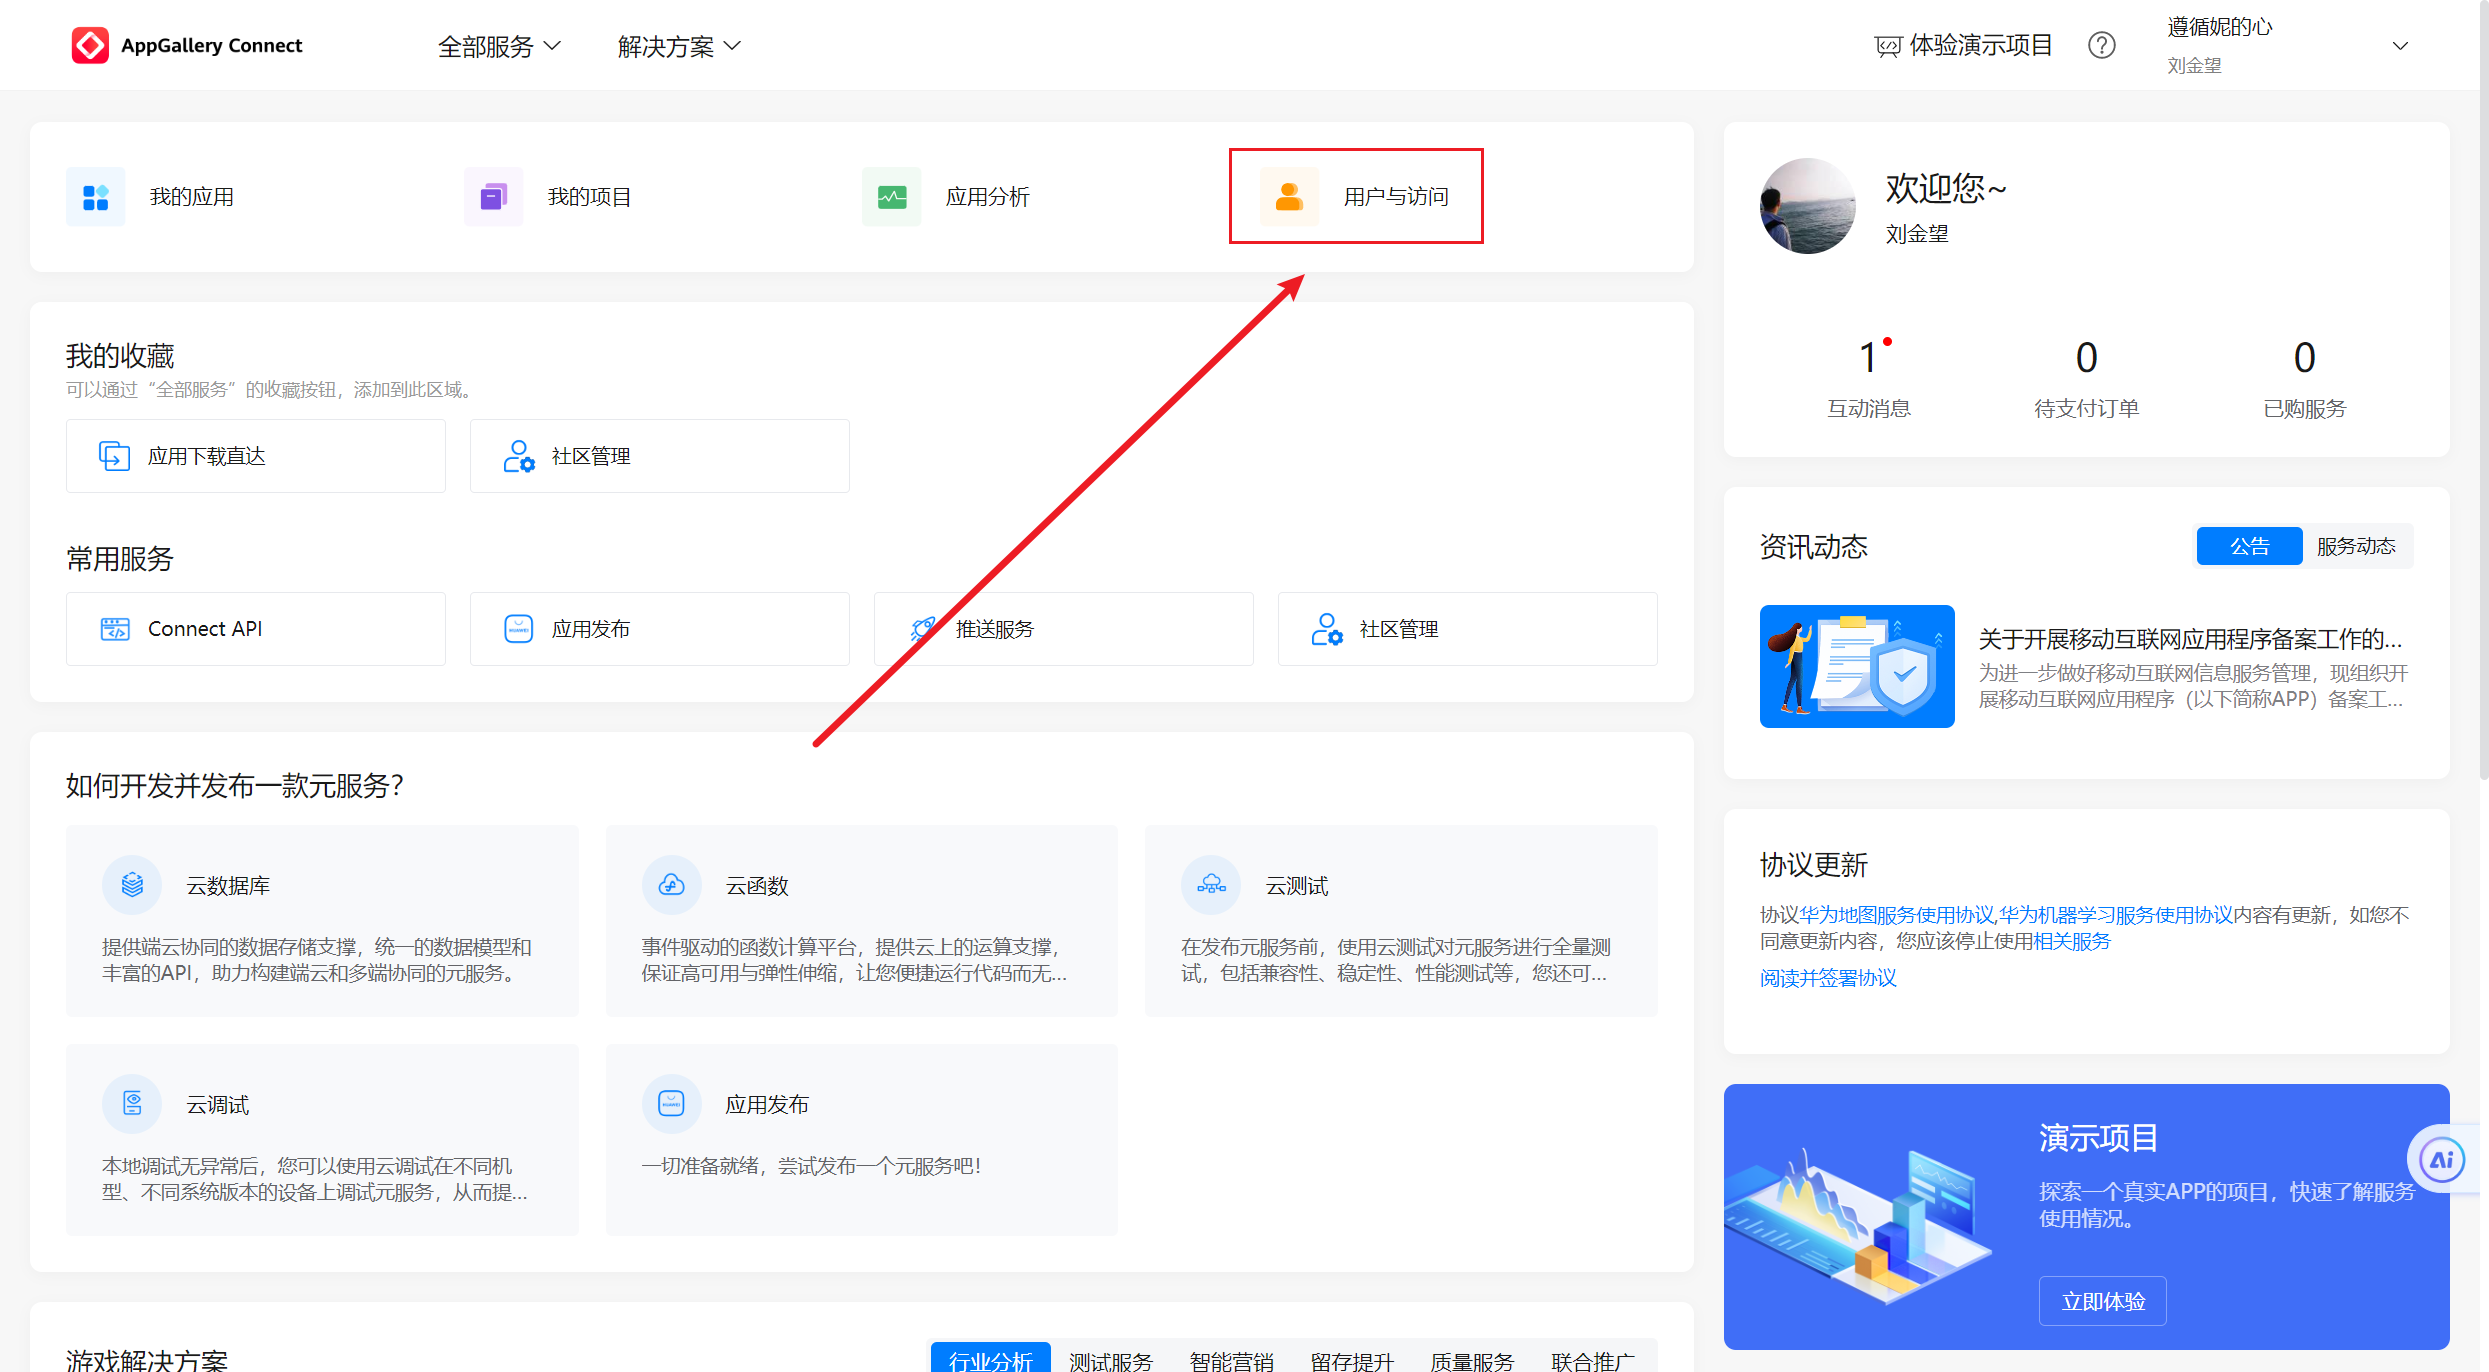 AppGallery Connect
全部服务
解决方案
体验演示项目
遵循妮的心
刘金望
我的应用
我的项目
应用分析
用户与访问
我的收藏
可以通过“全部服务”的收藏按钮，添加到此区域。
应用下载直达
社区管理
常用服务
Connect API
应用发布
推送服务
社区管理
如何开发并发布一款元服务？
云数据库
提供端云协同的数据存储支撑，统一的数据模型和
丰富的API，助力构建端云和多端协同的元服务。
云函数
事件驱动的函数计算平台，提供云上的运算支撑，
保证高可用与弹性伸缩，让您便捷运行代码而无...
云测试
在发布元服务前，使用云测试对元服务进行全量测
试，包括兼容性、稳定性、性能测试等，您还可...
云调试
本地调试无异常后，您可以使用云调试在不同机
型、不同系统版本的设备上调试元服务，从而提...
应用发布
一切准备就绪，尝试发布一个元服务吧！
游戏解决方案
行业分析
测试服务
智能营销
留存提升
质量服务
联合推广
欢迎您~
刘金望
1
互动消息
0
待支付订单
0
已购服务
资讯动态
公告
服务动态
关于开展移动互联网应用程序备案工作的...
为进一步做好移动互联网信息服务管理，现组织开
展移动互联网应用程序（以下简称APP）备案工...
协议更新
协议华为地图服务使用协议,华为机器学习服务使用协议内容有更新，如您不
同意更新内容，您应该停止使用相关服务
阅读并签署协议
演示项目
探索一个真实APP的项目，快速了解服务
使用情况。
立即体验
Ai